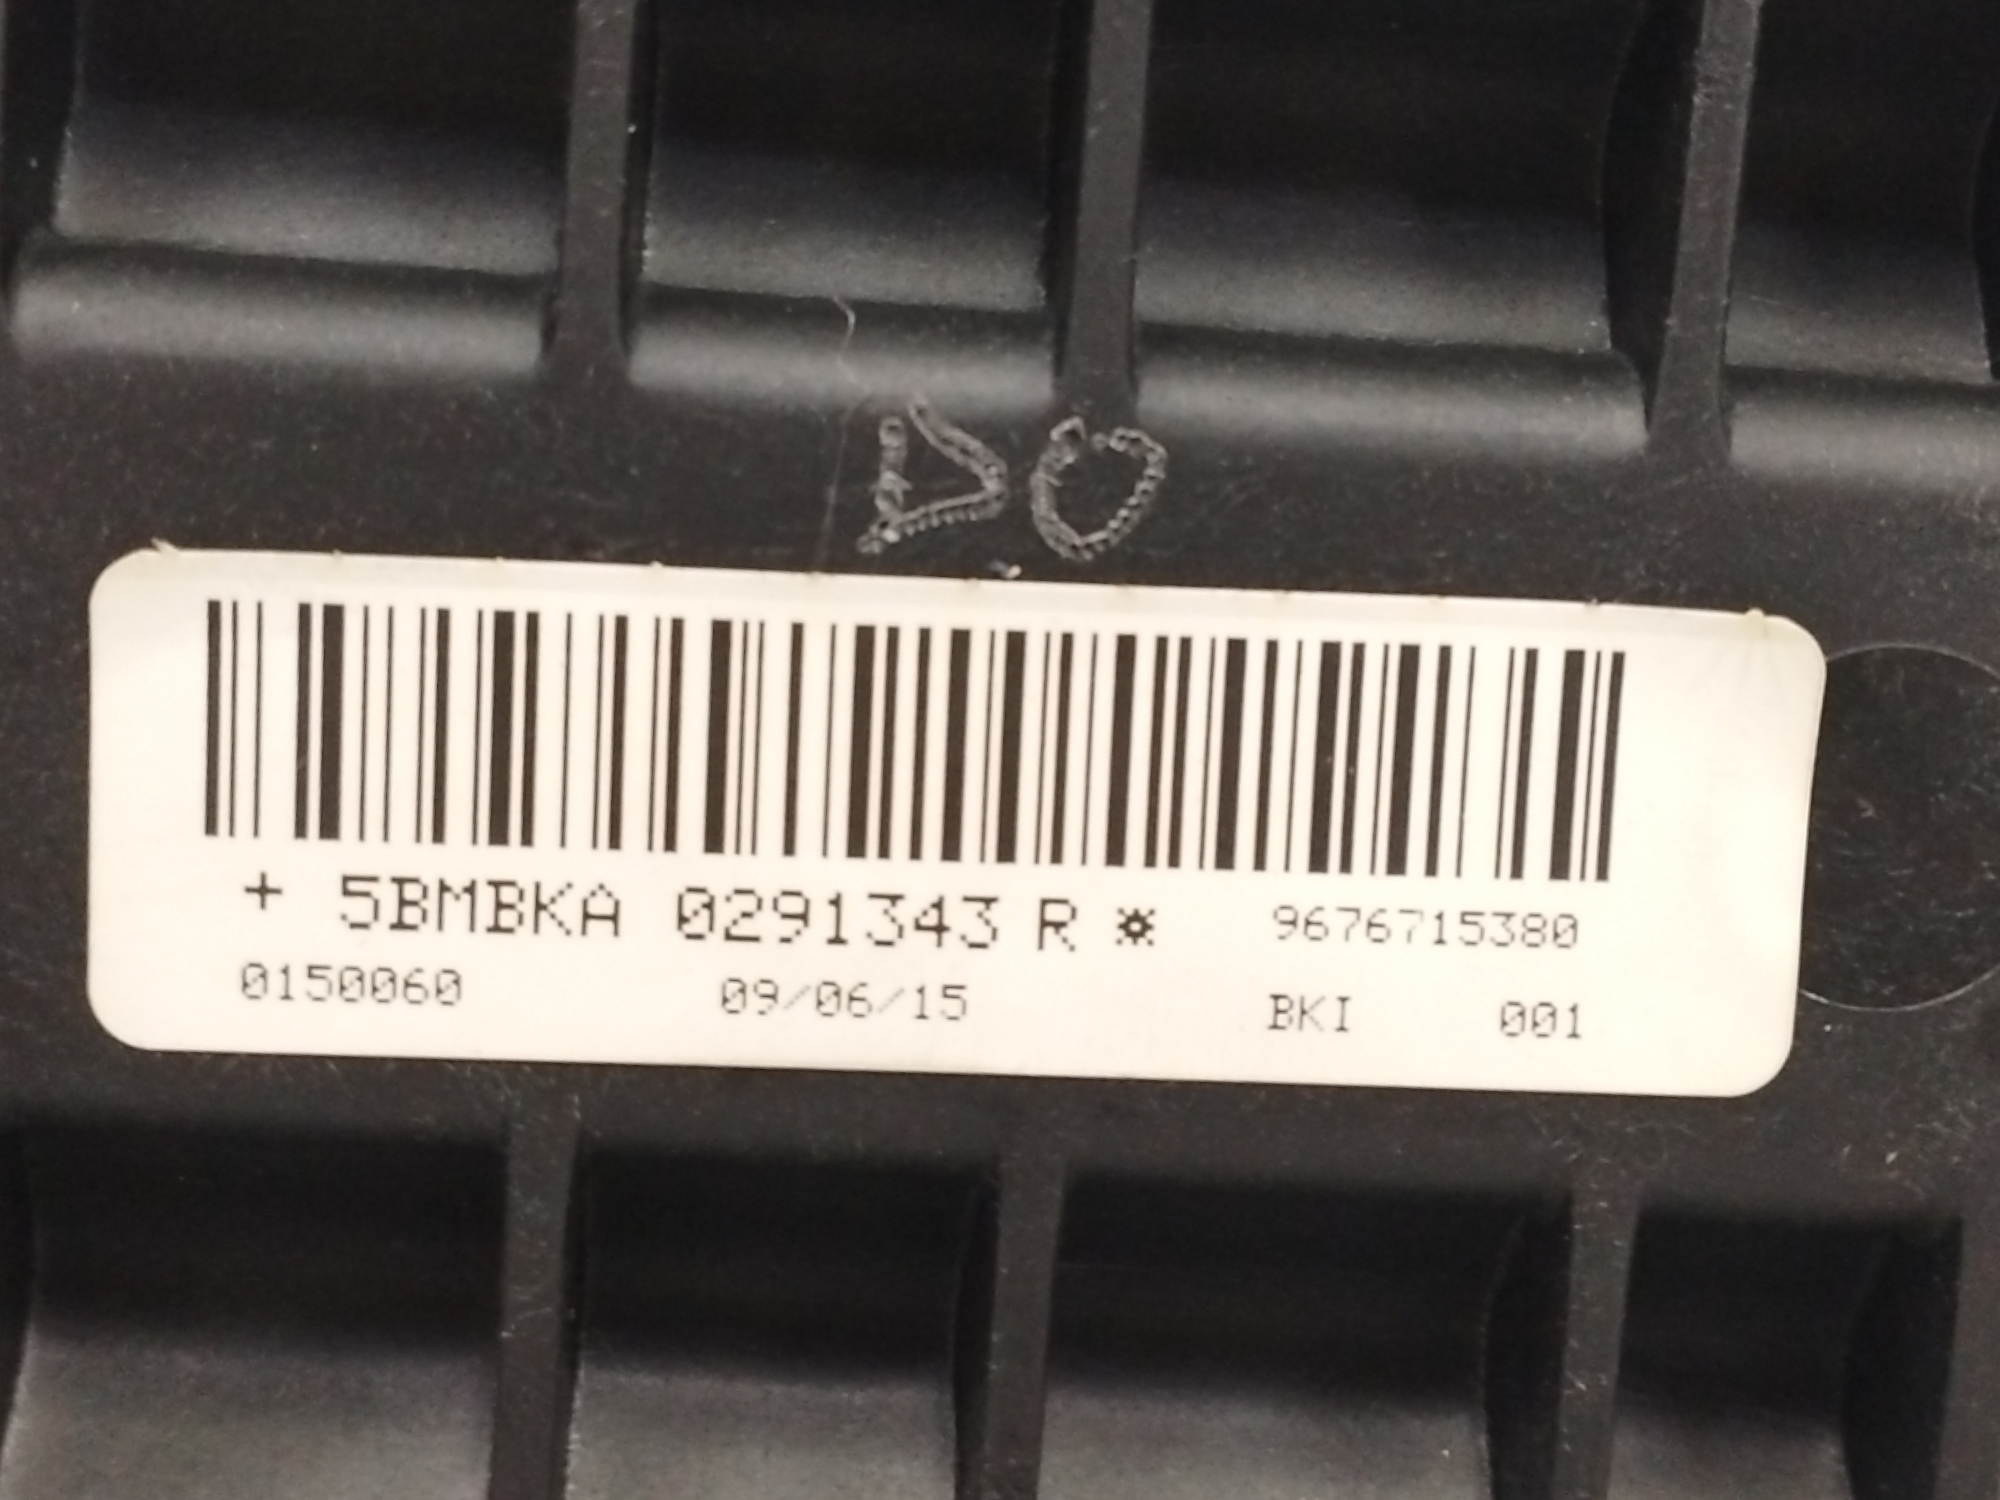 DO
+ 5BMBKA 0291343 R * 9676715380
0150060 09/06/15 BKI 001